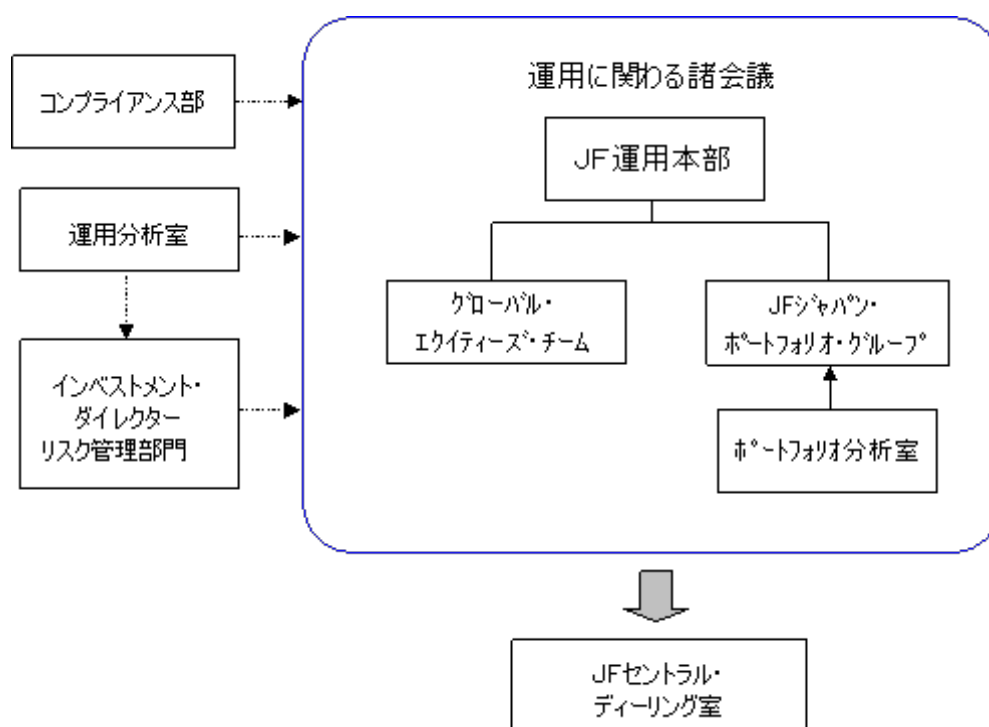 コンプライアンス部
運用分析室
インベストメント・
ダイレクター
リスク管理部門
運用に関わる諸会議
JF運用本部
グローバル・
エクイティーズ・チーム
JFジャパン・
ポートフォリオ・グループ
ポートフォリオ分析室
JFセントラル・
ディーリング室